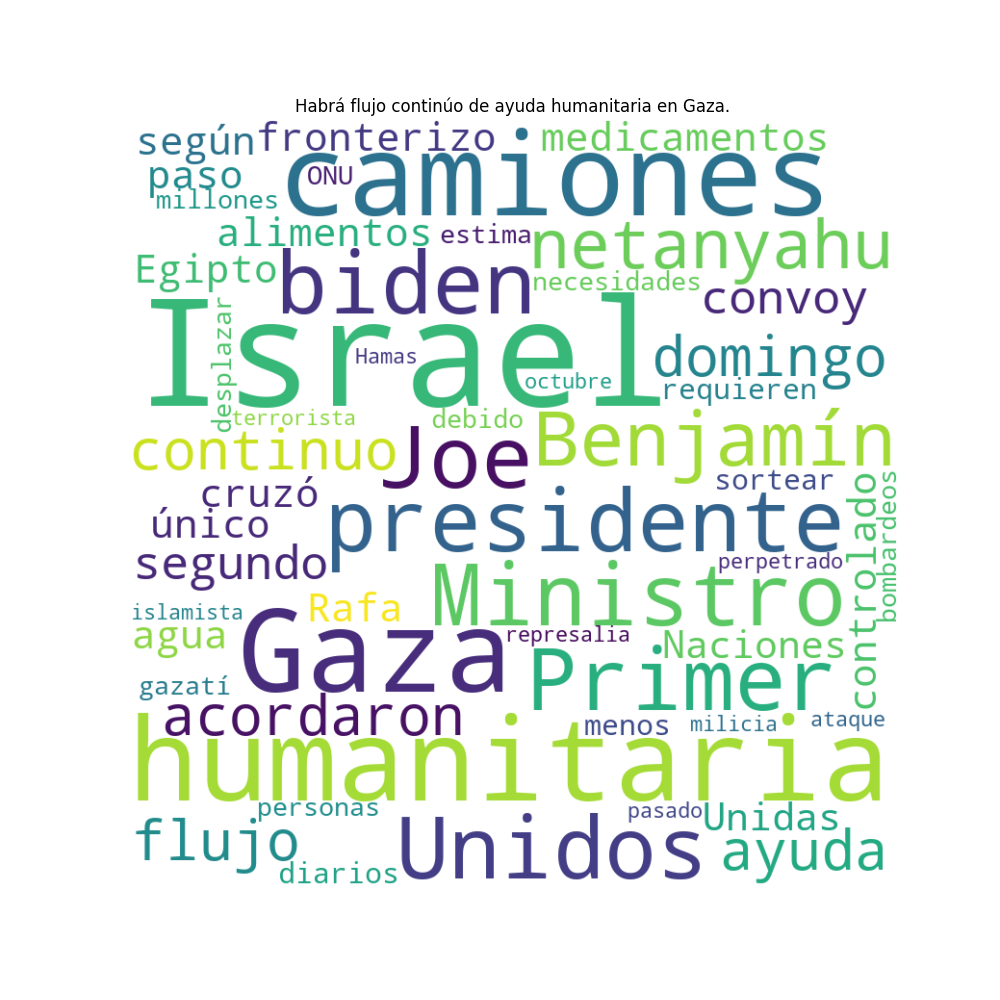 Habrá flujo continúo de ayuda humanitaria en Gaza.
según
fronterizo
medicamentos
camiones
paso
ONU
millones
alimentos
estima
netanyahu
Egipto
biden
necesidades
convoy
Israel
desplazar
Hamas
domingo
octubre
requieren
terrorista
debido
Benjamín
continuo
Joe
cruzó
sortear
controlado
bombardeos
único
presidente
segundo
perpetrado
Ministro
islamista
Rafa
Gaza
represalia
agua
Naciones
Primer
gazatí
acordaron
menos
milicia
ataque
humanitaria
personas
pasado
Unidas
flujo
Unidos
ayuda
diarios